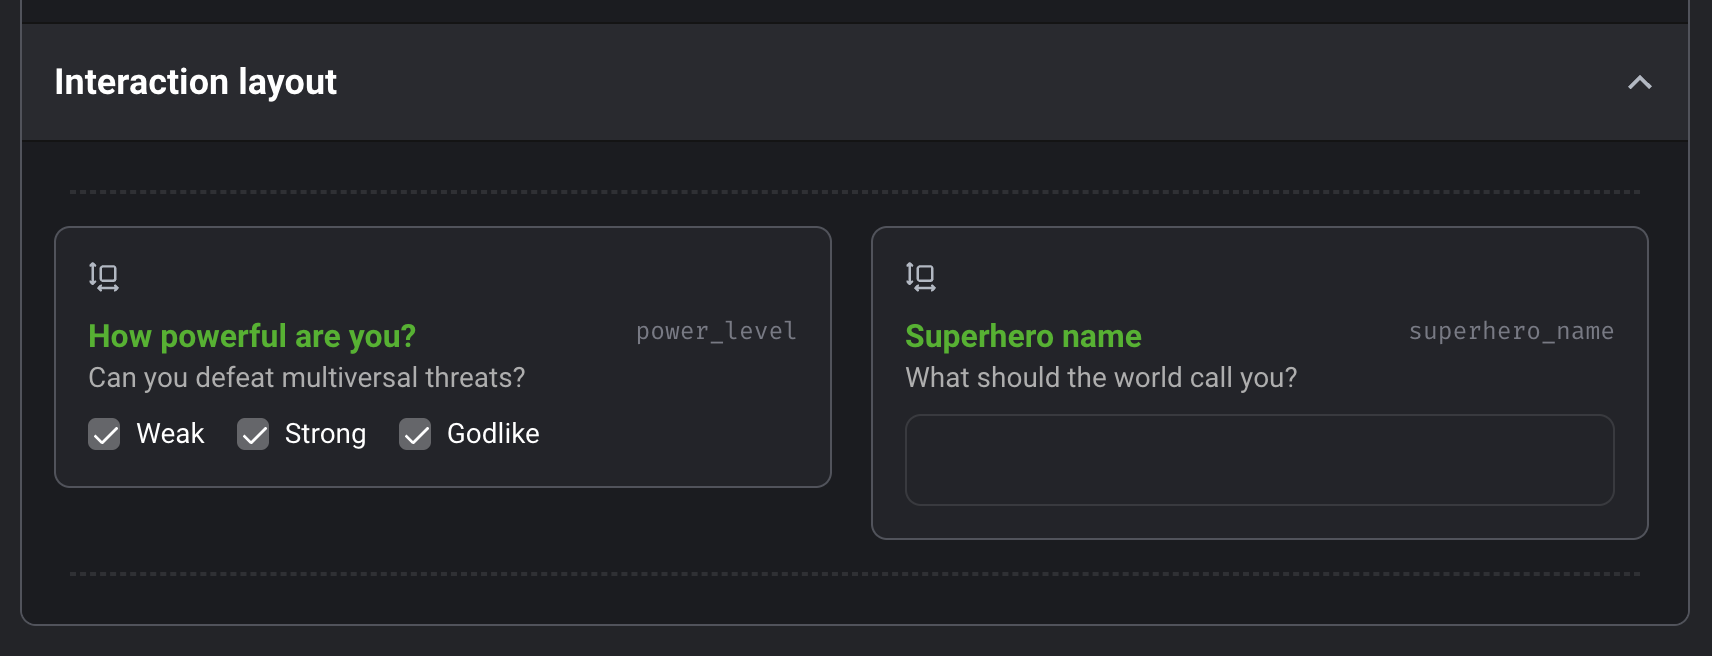 Interaction layout
How powerful are you? power_level
Can you defeat multiversal threats?
Weak Strong Godlike
Superhero name superhero_name
What should the world call you?